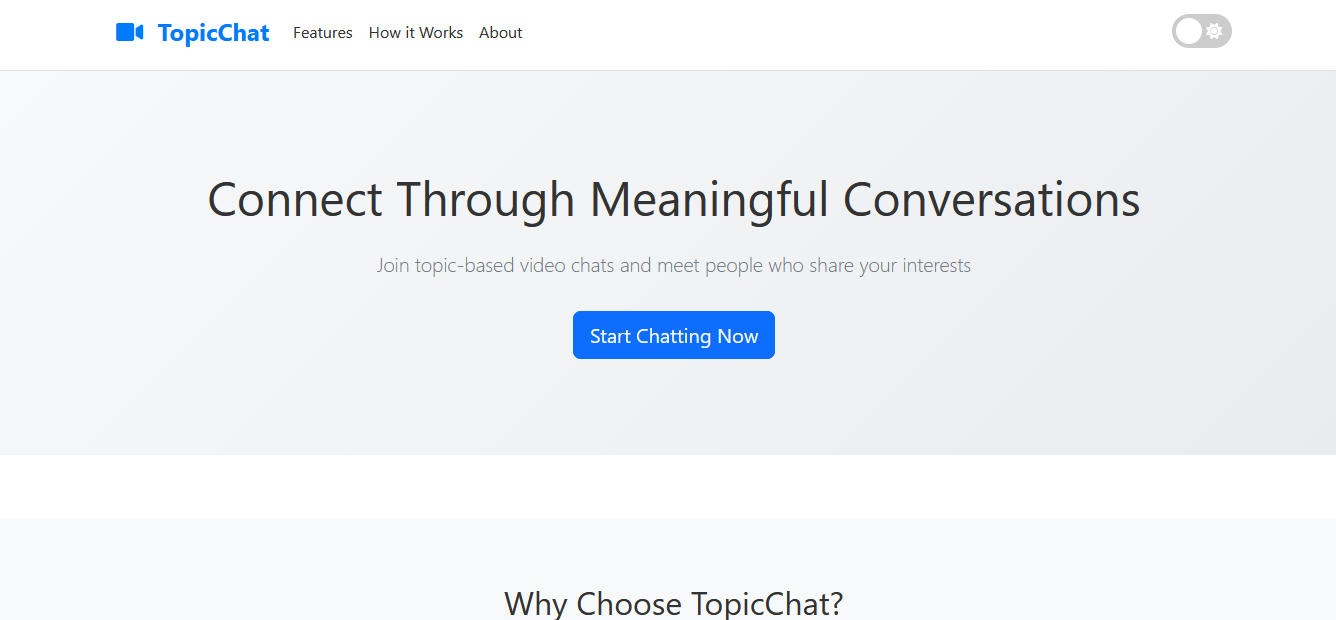 TopicChat Features How it Works About
Connect Through Meaningful Conversations
Join topic-based video chats and meet people who share your interests
Start Chatting Now
Why Choose TopicChat?